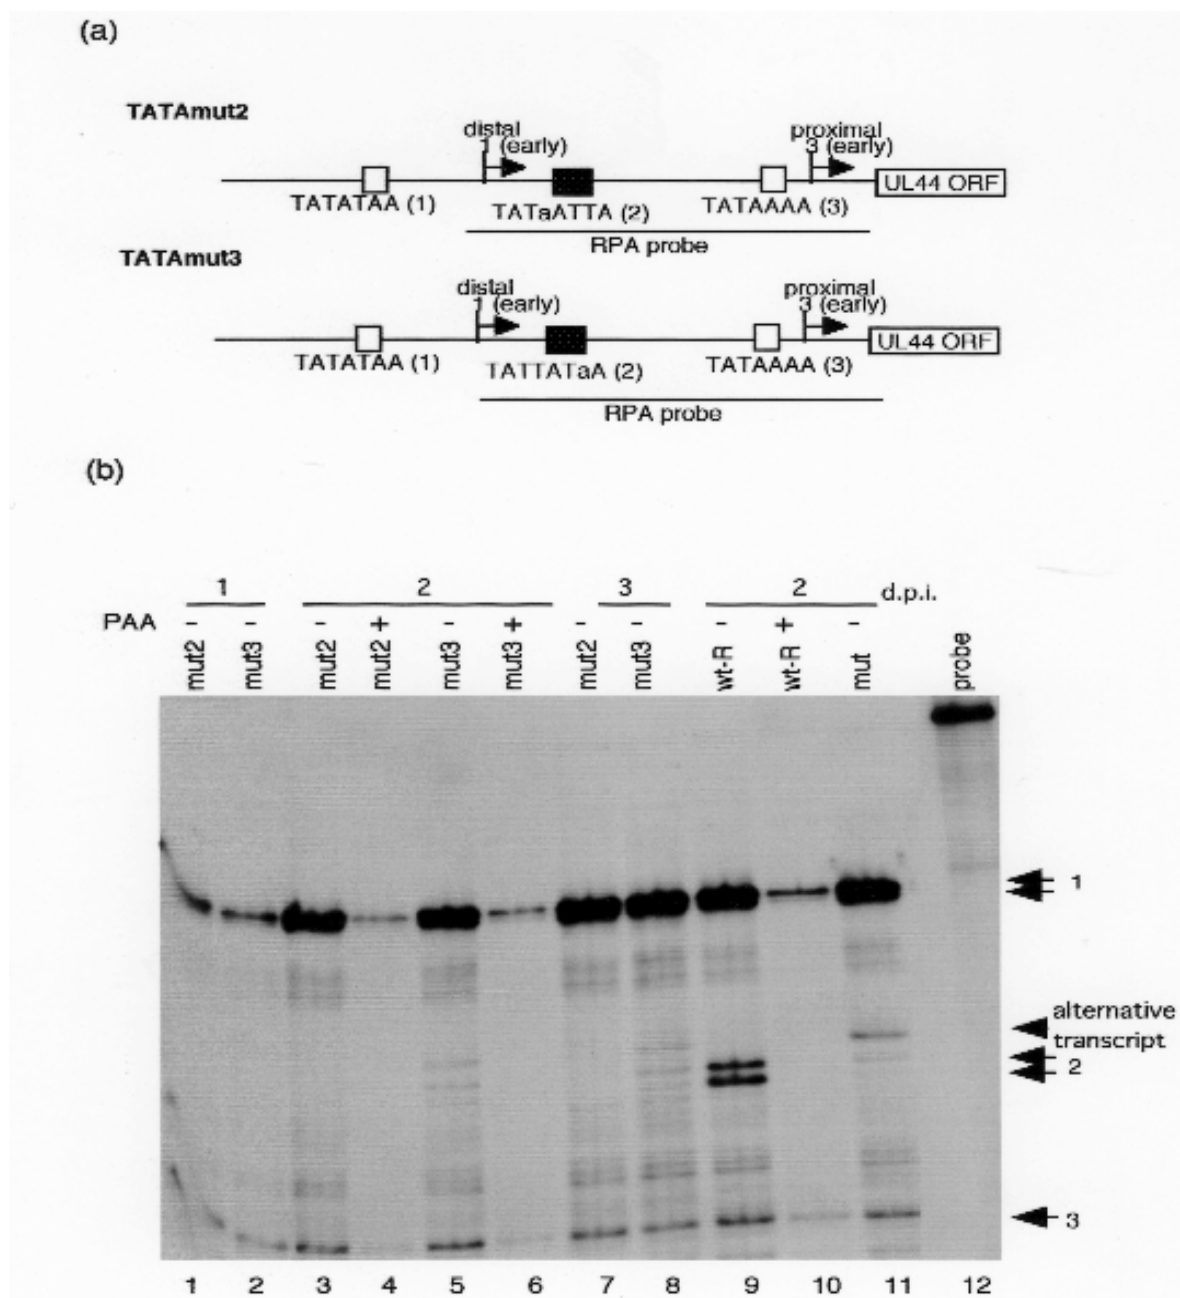 (a)
TATAmut2
distal
1 (early)
proximal
3 (early)
UL44 ORF
TATATAA (1)
TATaATTA (2)
TATAAAA (3)
RPA probe
TATAmut3
distal
1 (early)
proximal
3 (early)
UL44 ORF
TATATAA (1)
TATTATaA (2)
TATAAAA (3)
RPA probe
(b)
1 2 3 2 d.p.i.
PAA - - - + - + - - - + -
mut2 mut3 mut2 mut2 mut3 mut3 mut2 mut3 wt-R wt-R mut probe
1
alternative
transcript
2
3
1 2 3 4 5 6 7 8 9 10 11 12